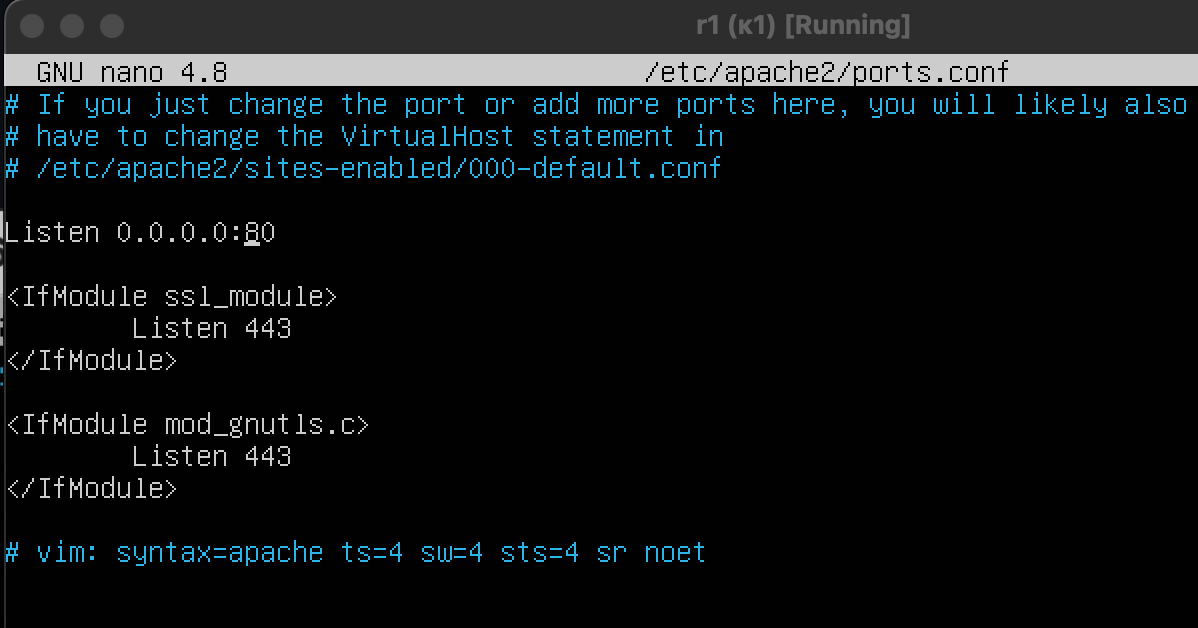 r1 (к1) [Running]
GNU nano 4.8 /etc/apache2/ports.conf
# If you just change the port or add more ports here, you will likely also
# have to change the VirtualHost statement in
# /etc/apache2/sites-enabled/000-default.conf
Listen 0.0.0.0:80
<IfModule ssl_module>
Listen 443
</IfModule>
<IfModule mod_gnutls.c>
Listen 443
</IfModule>
# vim: syntax=apache ts=4 sw=4 sts=4 sr noet